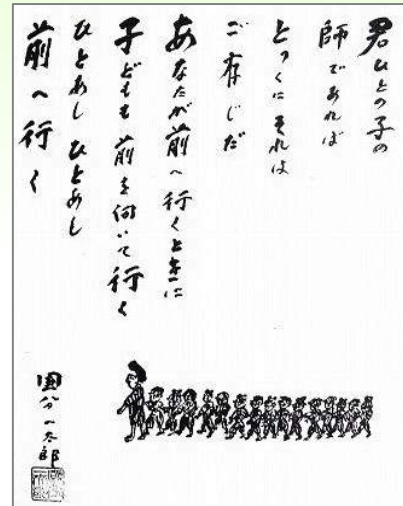 君ひとの子の
師であれば
とっくにそれは
ご存じだ
あなたが前へ行くときに
子どもも前を向いて行く
ひとあしひとあし
前へ行く
国分一太郎